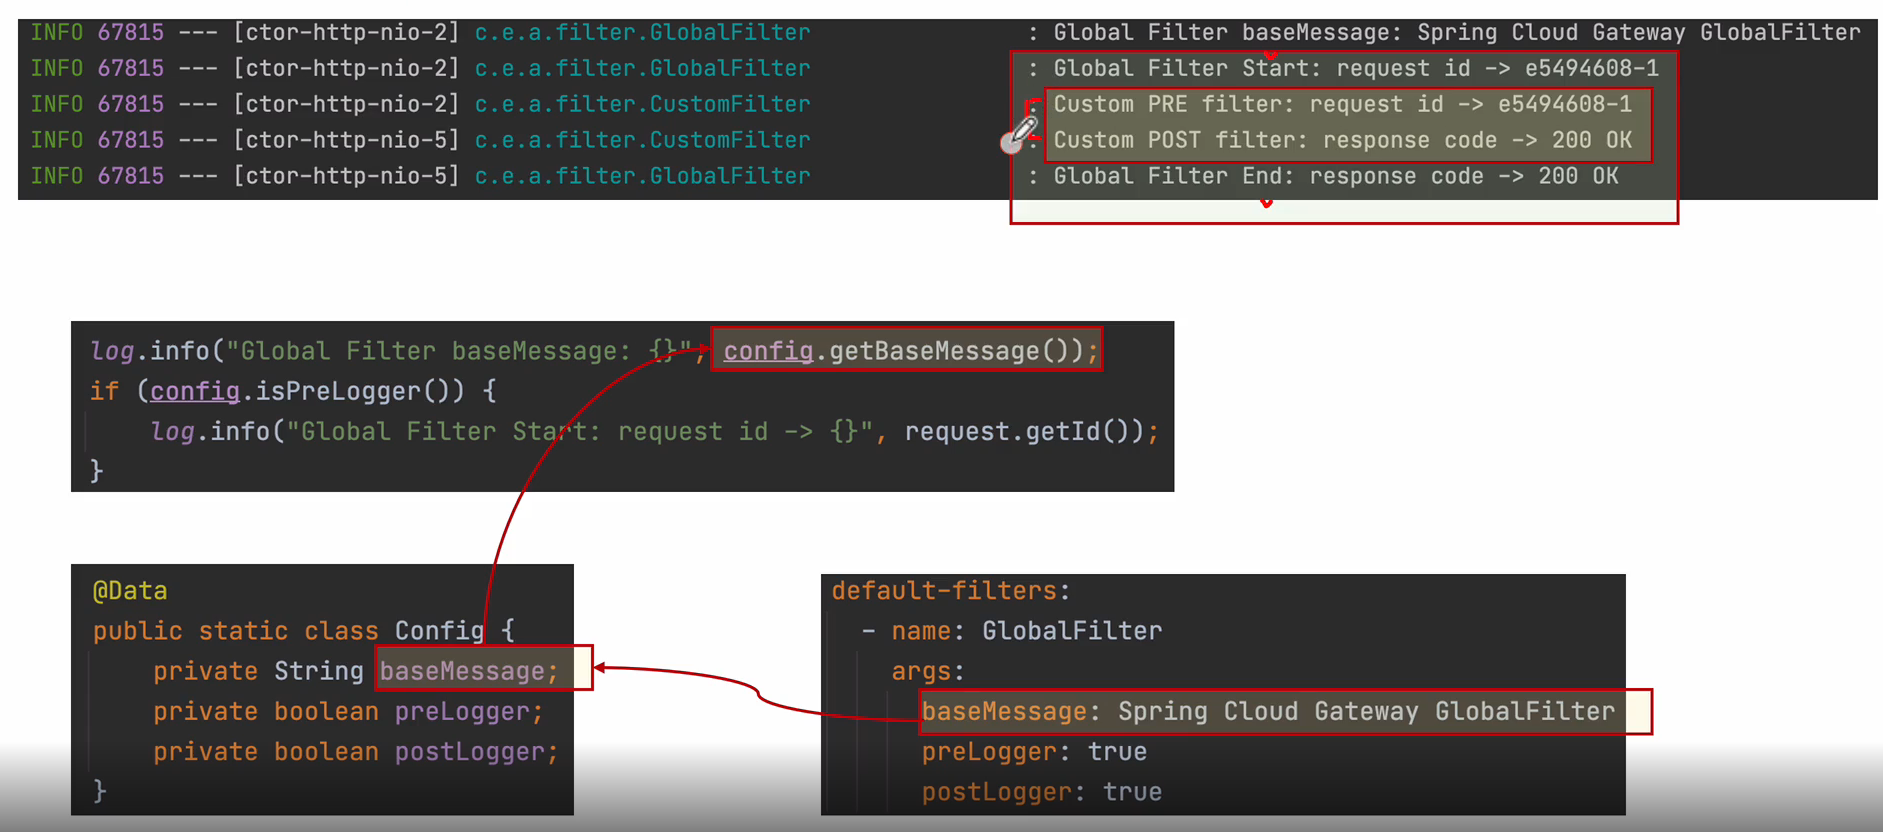 INFO 67815 --- [ctor-http-nio-2] c.e.a.filter.GlobalFilter : Global Filter baseMessage: Spring Cloud Gateway GlobalFilter
INFO 67815 --- [ctor-http-nio-2] c.e.a.filter.GlobalFilter : Global Filter Start: request id -> e5494608-1
INFO 67815 --- [ctor-http-nio-2] c.e.a.filter.CustomFilter : Custom PRE filter: request id -> e5494608-1
INFO 67815 --- [ctor-http-nio-5] c.e.a.filter.CustomFilter : Custom POST filter: response code -> 200 OK
INFO 67815 --- [ctor-http-nio-5] c.e.a.filter.GlobalFilter : Global Filter End: response code -> 200 OK
log.info("Global Filter baseMessage: {}", config.getBaseMessage());
if (config.isPreLogger()) {
log.info("Global Filter Start: request id -> {}", request.getId());
}
@Data
public static class Config {
private String baseMessage;
private boolean preLogger;
private boolean postLogger;
}
default-filters:
- name: GlobalFilter
args:
baseMessage: Spring Cloud Gateway GlobalFilter
preLogger: true
postLogger: true